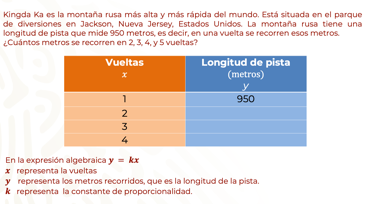 Kingda Ka es la montaña rusa más alta y más rápida del mundo. Está situada en el parque
de diversiones en Jackson, Nueva Jersey, Estados Unidos. La montaña rusa tiene una
longitud de pista que mide 950 metros, es decir, en una vuelta se recorren esos metros.
¿Cuántos metros se recorren en 2, 3, 4, y 5 vueltas?
Vueltas Longitud de pista
x (metros)
y
1 950
2
3
4
En la expresión algebraica y = kx
x representa la vueltas
y representa los metros recorridos, que es la longitud de la pista.
k representa la constante de proporcionalidad.